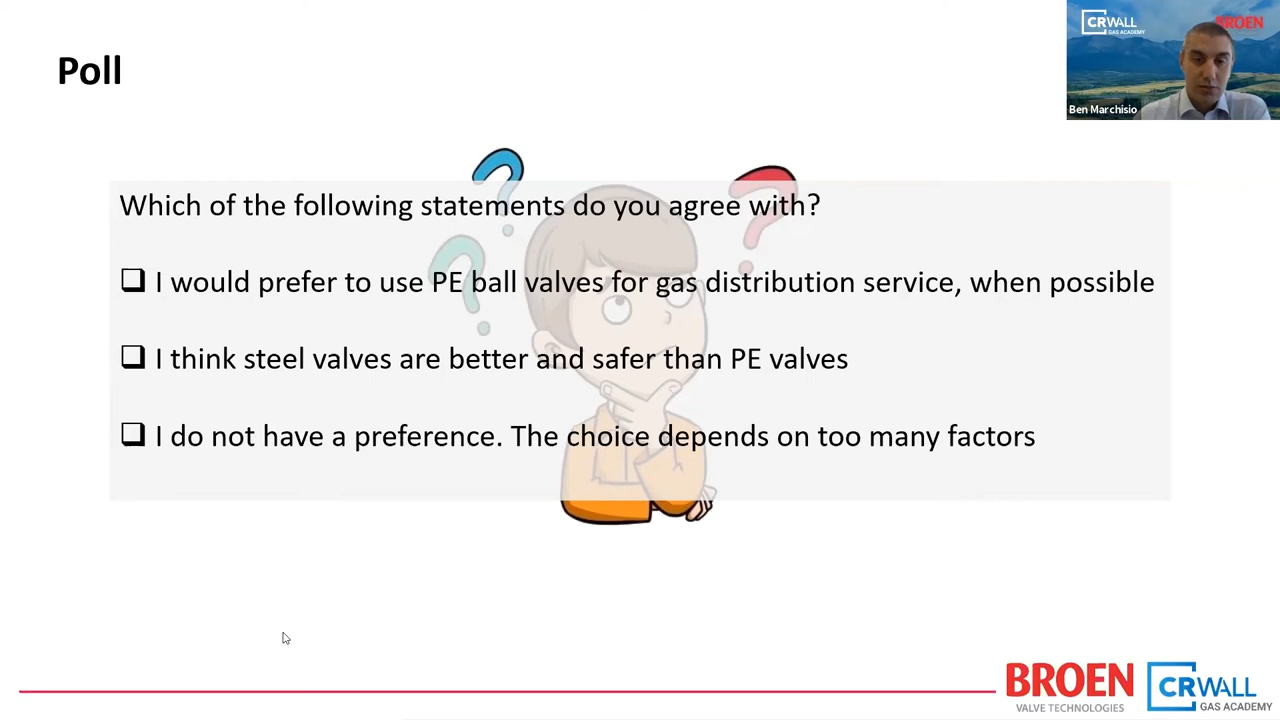 Poll
CRWALL
GAS ACADEMY
BROEN
Ben Marchisio
Which of the following statements do you agree with?
❑ I would prefer to use PE ball valves for gas distribution service, when possible
❑ I think steel valves are better and safer than PE valves
❑ I do not have a preference. The choice depends on too many factors
BROEN
VALVE TECHNOLOGIES
CRWALL
GAS ACADEMY